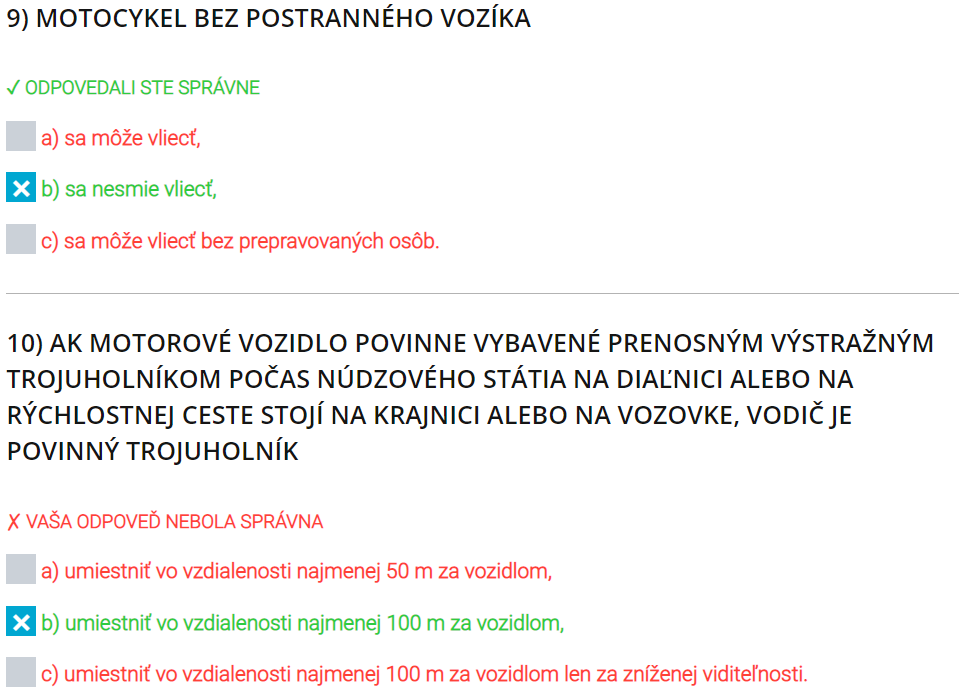 9) MOTOCYKEL BEZ POSTRANNÉHO VOZÍKA
✓ ODPOVEDALI STE SPRÁVNE
a) sa môže vliecť,
b) sa nesmie vliecť,
c) sa môže vliecť bez prepravovaných osôb.
10) AK MOTOROVÉ VOZIDLO POVINNE VYBAVENÉ PRENOSNÝM VÝSTRAŽNÝM
TROJUHOLNÍKOM POČAS NÚDZOVÉHO STÁTIA NA DIAĽNICI ALEBO NA
RÝCHLOSTNEJ CESTE STOJÍ NA KRAJNICI ALEBO NA VOZOVKE, VODIČ JE
POVINNÝ TROJUHOLNÍK
✗ VAŠA ODPOVEĎ NEBOLA SPRÁVNA
a) umiestniť vo vzdialenosti najmenej 50 m za vozidlom,
b) umiestniť vo vzdialenosti najmenej 100 m za vozidlom,
c) umiestniť vo vzdialenosti najmenej 100 m za vozidlom len za zníženej viditeľnosti.